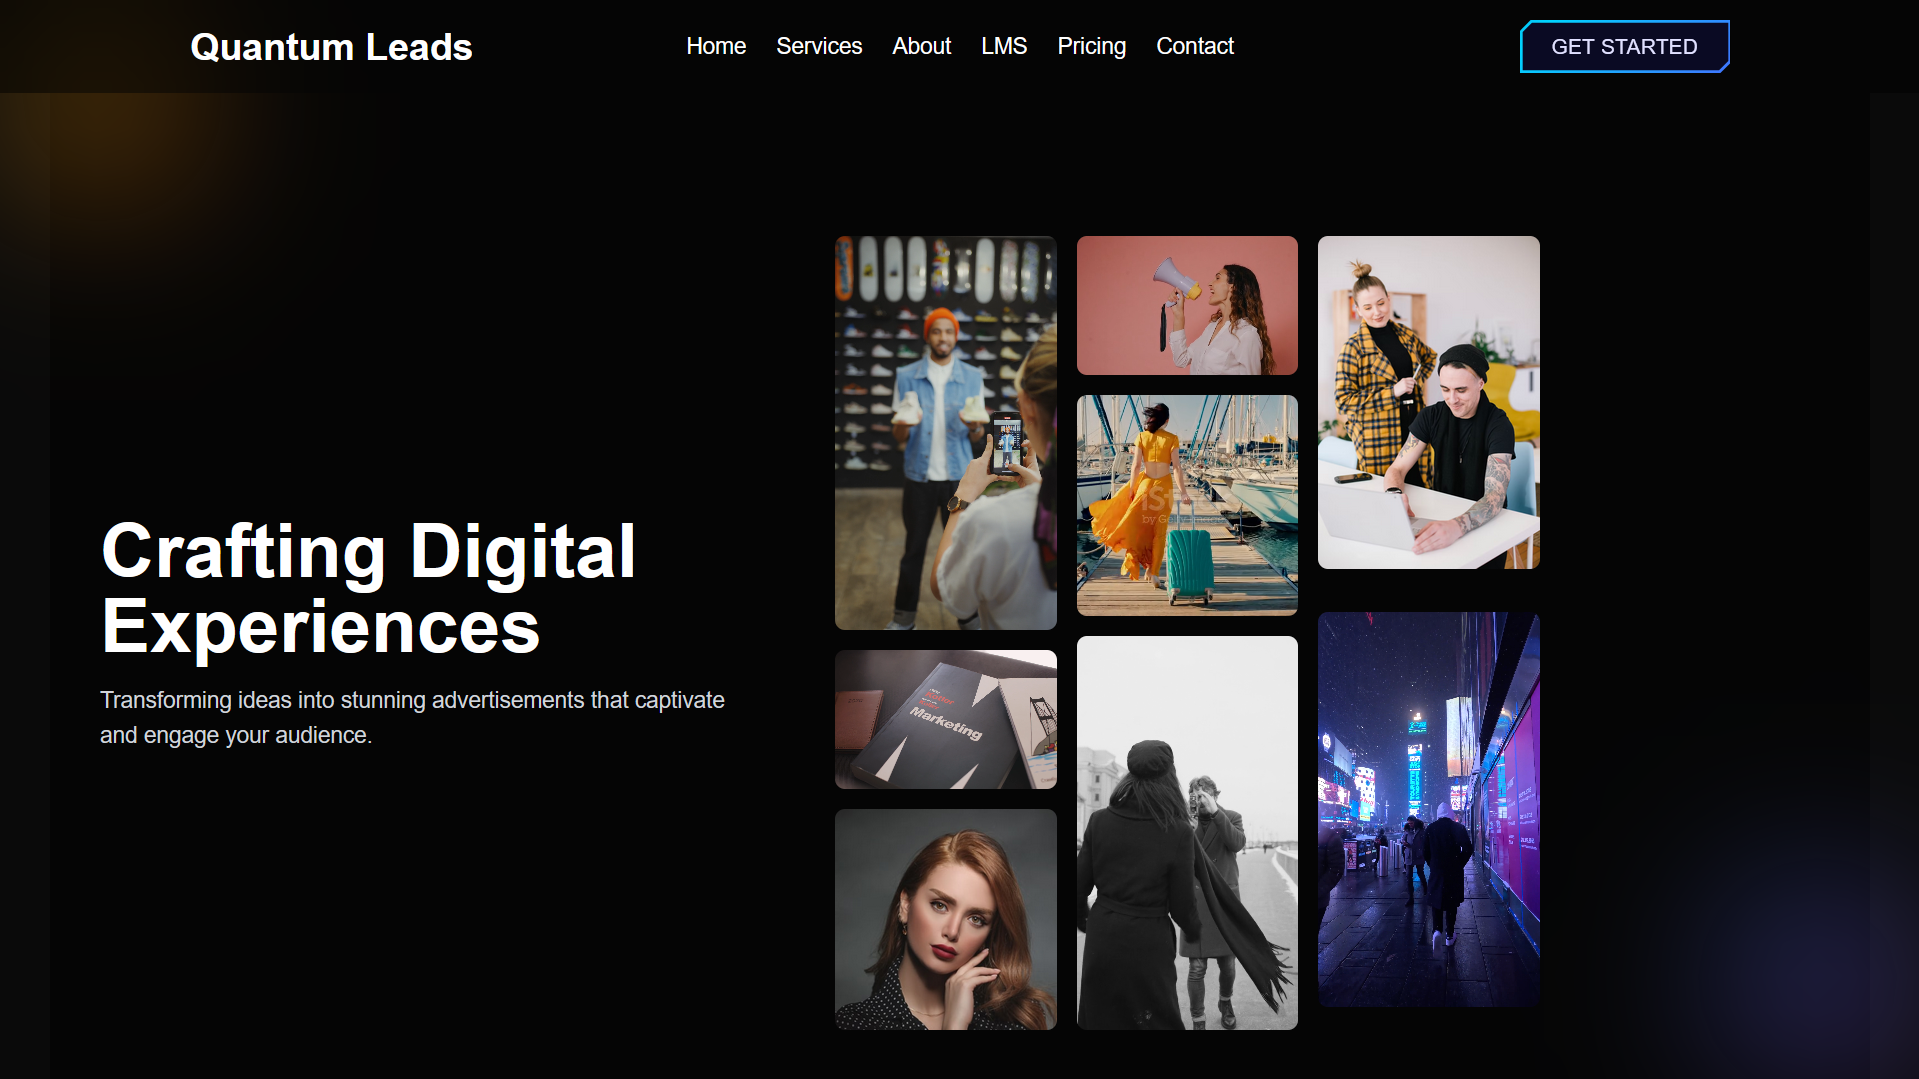 Quantum Leads
Home
Services
About
LMS
Pricing
Contact
GET STARTED
Crafting Digital
Experiences
Transforming ideas into stunning advertisements that captivate
and engage your audience.
Marketing